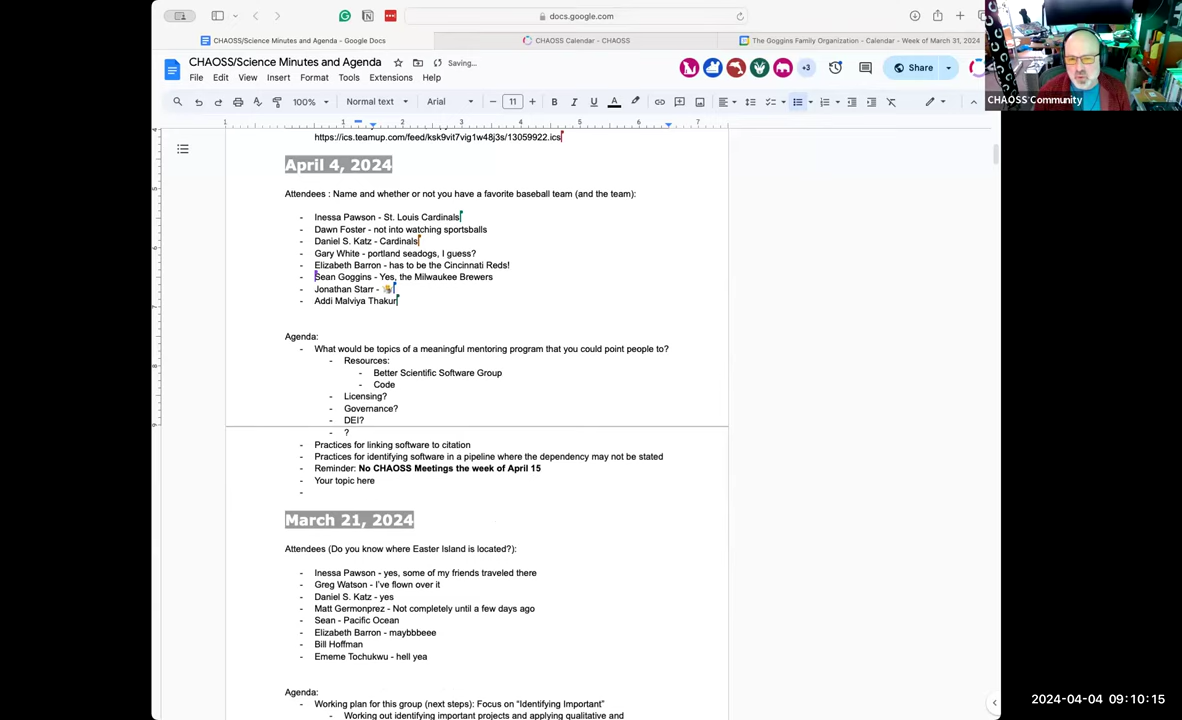 docs.google.com
CHAOSS/Science Minutes and Agenda - Google Docs
CHAOSS Calendar - CHAOSS
The Goggins Family Organization - Calendar - Week of March 31, 2024
CHAOSS/Science Minutes and Agenda
Saving...
+3
Share
File Edit View Insert Format Tools Extensions Help
100%
Normal text
Arial
11
CHAOSS Community
1 1 2 3 4 5 6 7
https://ics.teamup.com/feed/ksk9vit7vig1w48j3s/13059922.ics
April 4, 2024
Attendees : Name and whether or not you have a favorite baseball team (and the team):
- Inessa Pawson - St. Louis Cardinals
- Dawn Foster - not into watching sportsballs
- Daniel S. Katz - Cardinals
- Gary White - portland seadogs, I guess?
- Elizabeth Barron - has to be the Cincinnati Reds!
- Sean Goggins - Yes, the Milwaukee Brewers
- Jonathan Starr -
- Addi Malviya Thakur
Agenda:
- What would be topics of a meaningful mentoring program that you could point people to?
- Resources:
- Better Scientific Software Group
- Code
- Licensing?
- Governance?
- DEI?
- ?
- Practices for linking software to citation
- Practices for identifying software in a pipeline where the dependency may not be stated
- Reminder: No CHAOSS Meetings the week of April 15
- Your topic here
-
March 21, 2024
Attendees (Do you know where Easter Island is located?):
- Inessa Pawson - yes, some of my friends traveled there
- Greg Watson - I've flown over it
- Daniel S. Katz - yes
- Matt Germonprez - Not completely until a few days ago
- Sean - Pacific Ocean
- Elizabeth Barron - maybbbeee
- Bill Hoffman
- Ememe Tochukwu - hell yea
Agenda:
- Working plan for this group (next steps): Focus on "Identifying Important"
- Working out identifying important projects and applying qualitative and
2024-04-04 09:10:15